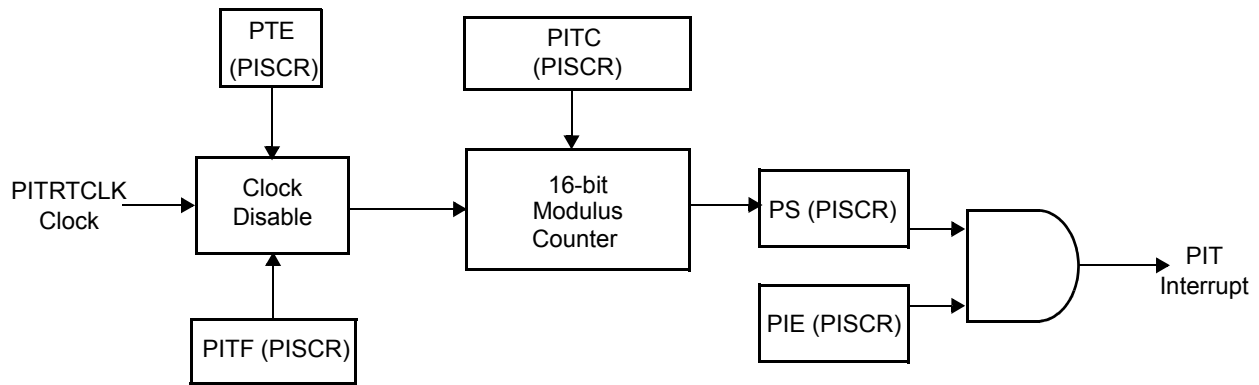 PTE
(PISCR)
PITC
(PISCR)
PITRTCLK
Clock
Clock
Disable
16-bit
Modulus
Counter
PS (PISCR)
PIT
Interrupt
PITF (PISCR)
PIE (PISCR)